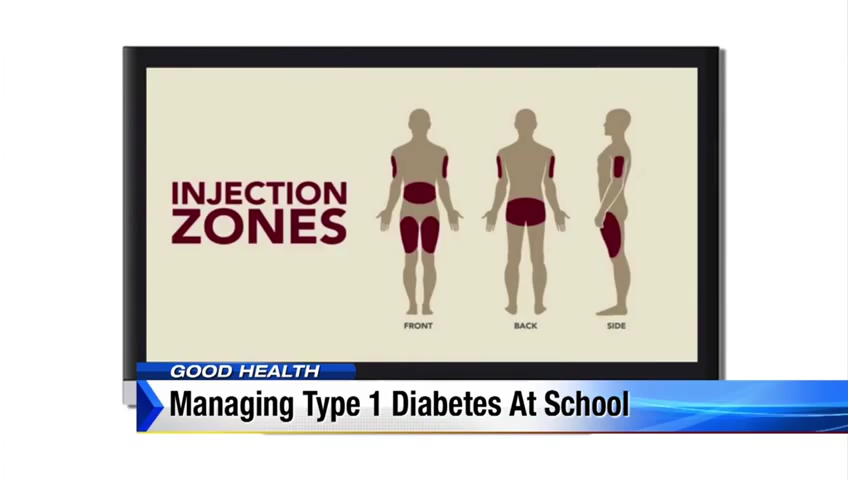 INJECTION
ZONES
FRONT
BACK
SIDE
GOOD HEALTH
Managing Type 1 Diabetes At School